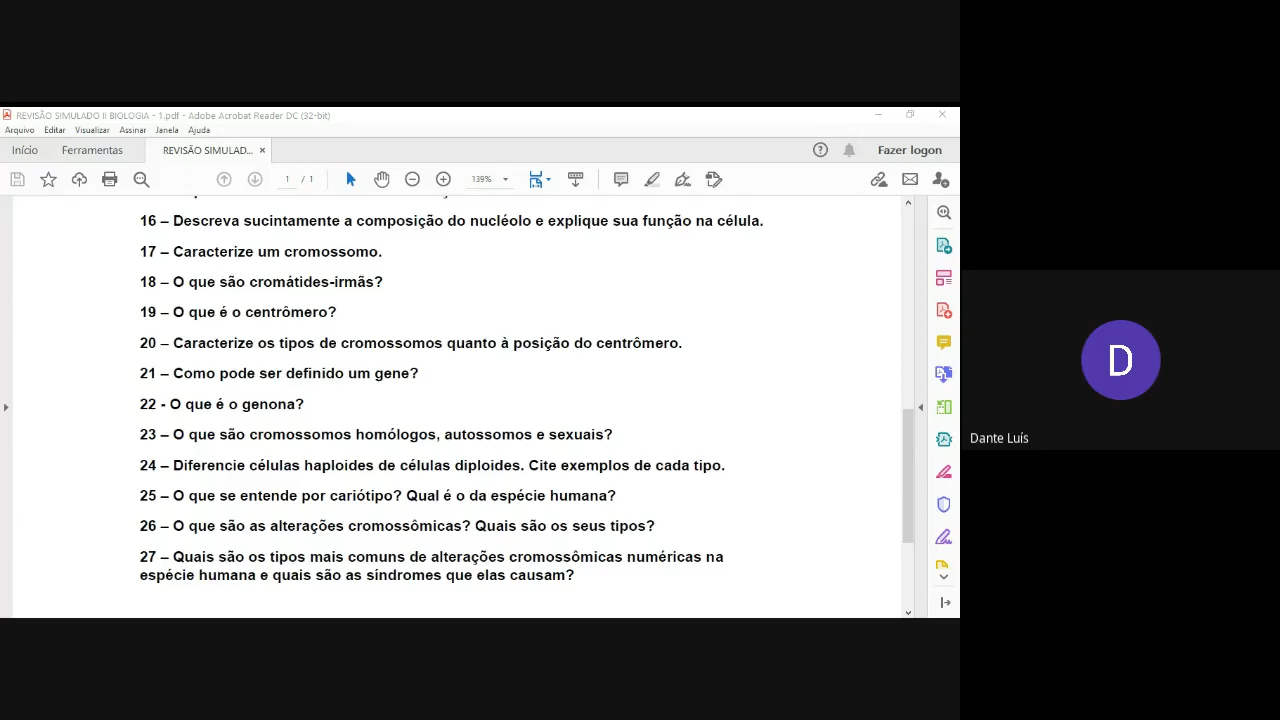 REVISÃO SIMULADO II BIOLOGIA - 1.pdf - Adobe Acrobat Reader DC (32-bit)
Arquivo Editar Visualizar Assinar Janela Ajuda
Início Ferramentas REVISÃO SIMULAD... × Fazer logon
1 / 1 139%
16 – Descreva sucintamente a composição do nucléolo e explique sua função na célula.
17 – Caracterize um cromossomo.
18 – O que são cromátides-irmãs?
19 – O que é o centrômero?
20 – Caracterize os tipos de cromossomos quanto à posição do centrômero.
21 – Como pode ser definido um gene?
22 - O que é o genona?
23 – O que são cromossomos homólogos, autossomos e sexuais?
24 – Diferencie células haploides de células diploides. Cite exemplos de cada tipo.
25 – O que se entende por cariótipo? Qual é o da espécie humana?
26 – O que são as alterações cromossômicas? Quais são os seus tipos?
27 – Quais são os tipos mais comuns de alterações cromossômicas numéricas na
espécie humana e quais são as síndromes que elas causam?
D
Dante Luís